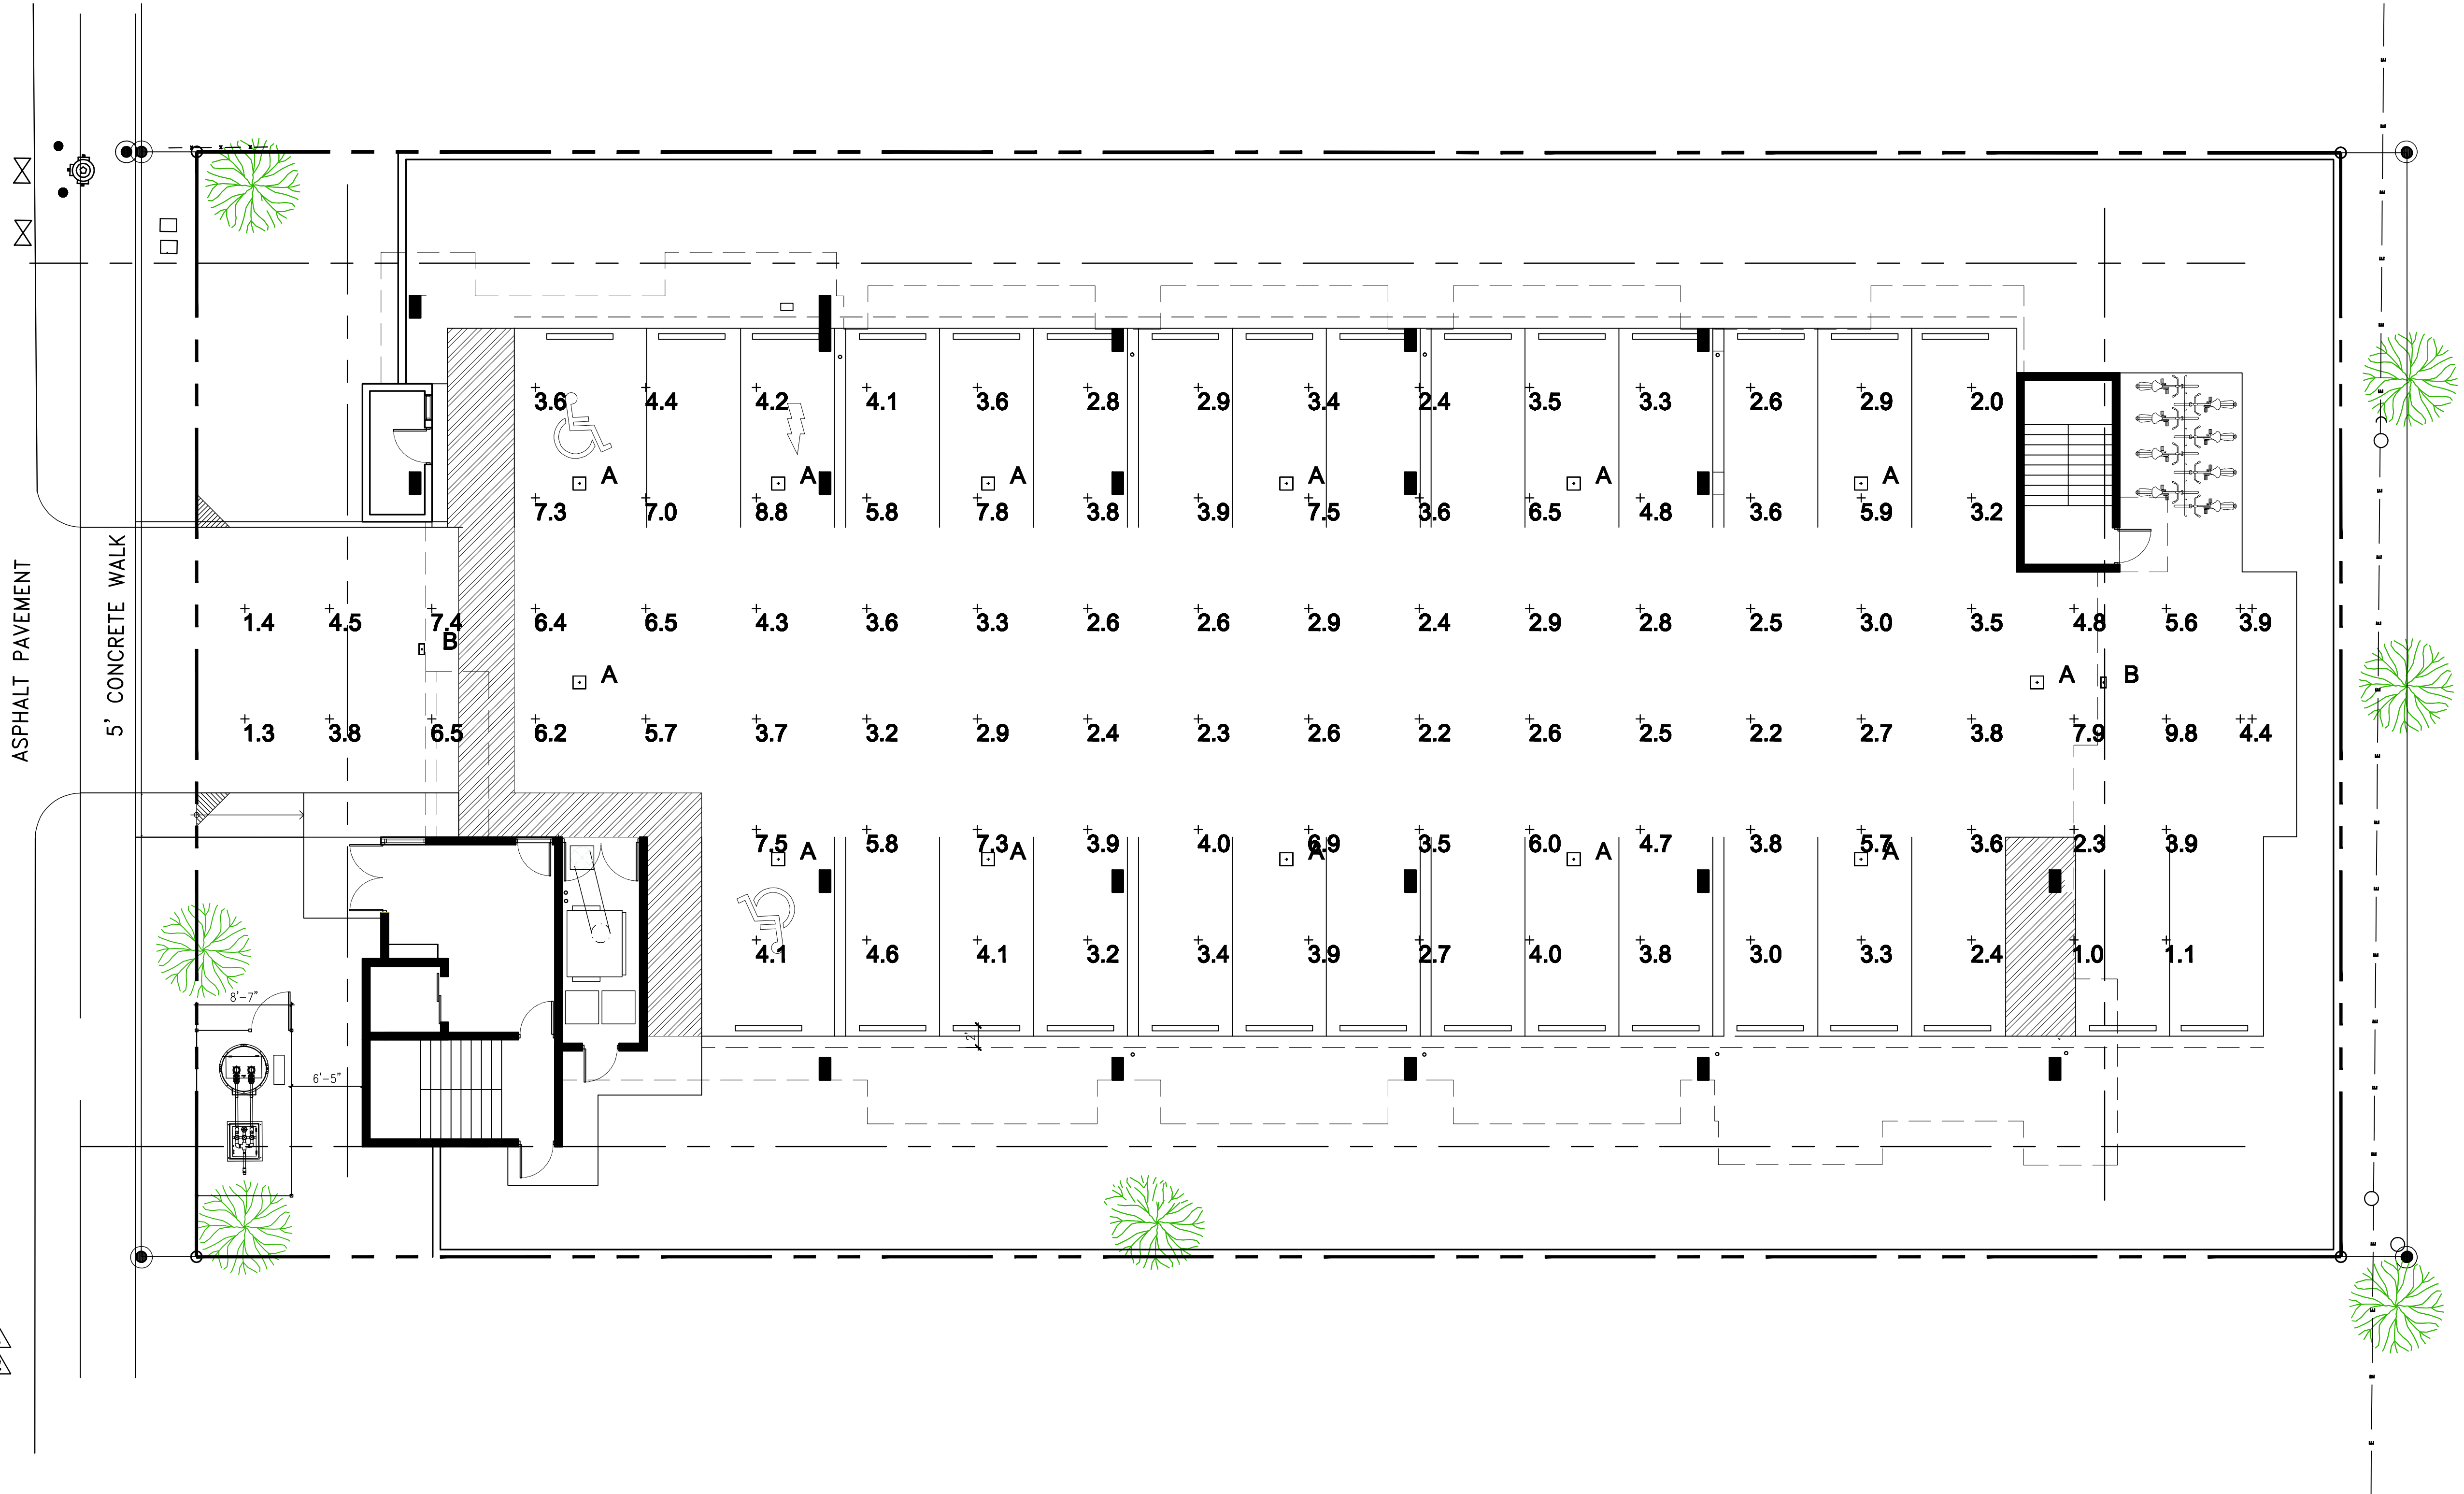 3.6 4.4 4.2 4.1 3.6 2.8 2.9 3.4 2.4 3.5 3.3 2.6 2.9 2.0
A A A A A A
7.3 7.0 8.8 5.8 7.8 3.8 3.9 7.5 3.6 6.5 4.8 3.6 5.9 3.2
ASPHALT PAVEMENT
5' CONCRETE WALK
1.4 4.5 7.4 6.4 6.5 4.3 3.6 3.3 2.6 2.6 2.9 2.4 2.9 2.8 2.5 3.0 3.5 4.8 5.6 3.9
B
A A B
1.3 3.8 6.5 6.2 5.7 3.7 3.2 2.9 2.4 2.3 2.6 2.2 2.6 2.5 2.2 2.7 3.8 7.9 9.8 4.4
7.5 5.8 7.3 3.9 4.0 6.9 3.5 6.0 4.7 3.8 5.7 3.6 2.3 3.9
A A A A A
4.1 4.6 4.1 3.2 3.4 3.9 2.7 4.0 3.8 3.0 3.3 2.4 1.0 1.1
8'-7"
2'
6'-5"